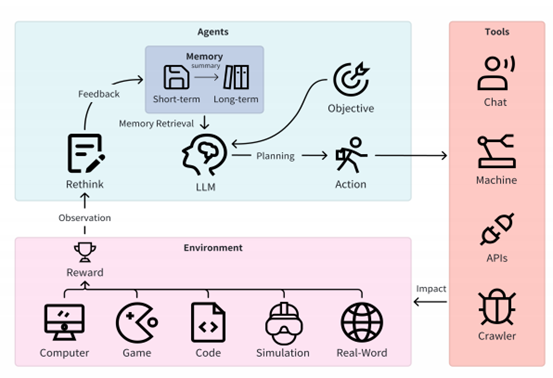 Agents
Tools
Memory
summary
Short-term
Long-term
Feedback
Memory Retrieval
Objective
Chat
Rethink
LLM
Planning
Action
Machine
Observation
Environment
Reward
APIs
Impact
Computer
Game
Code
Simulation
Real-Word
Crawler